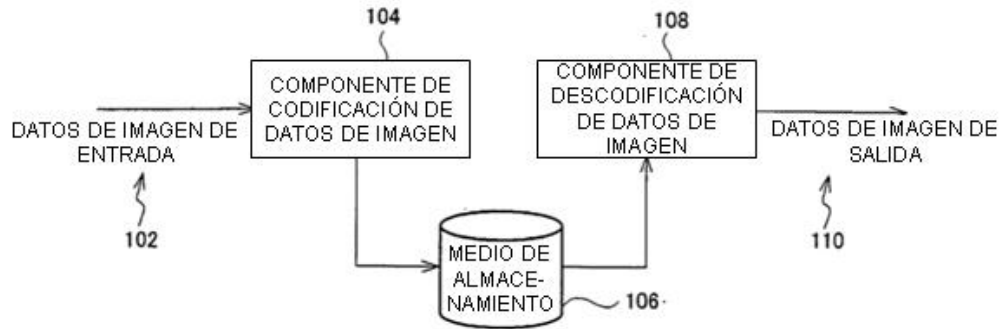 104
COMPONENTE DE
CODIFICACIÓN DE
DATOS DE IMAGEN
DATOS DE IMAGEN DE
ENTRADA
102
108
COMPONENTE DE
DESCODIFICACIÓN
DE DATOS DE
IMAGEN
DATOS DE IMAGEN DE
SALIDA
110
MEDIO DE
ALMACE-
NAMIENTO
106